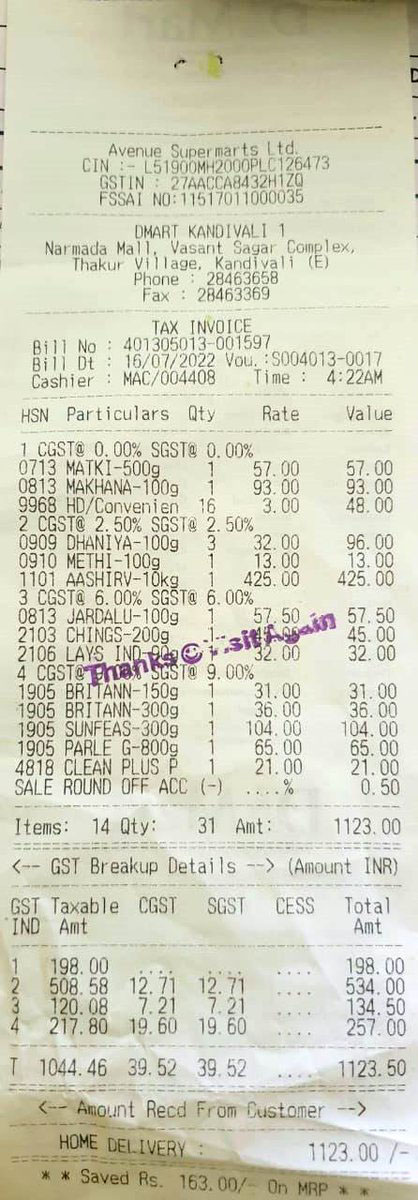 Avenue Supermarts Ltd.
CIN :- L51900MH2000PLC126473
GSTIN : 27AACCA8432H1ZQ
FSSAI NO:11517011000035
DMART KANDIVALI 1
Narmada Mall, Vasant Sagar Complex,
Thakur Village, Kandivali (E)
Phone : 28463658
Fax : 28463369
TAX INVOICE
Bill No : 401305013-001597
Bill Dt : 16/07/2022 Vou.:S004013-0017
Cashier : MAC/004408 Time : 4:22AM
HSN Particulars Qty Rate Value
1 CGST@ 0.00% SGST@ 0.00%
0713 MATKI-500g 1 57.00 57.00
0813 MAKHANA-100g 1 93.00 93.00
9968 HD/Convenien 16 3.00 48.00
2 CGST@ 2.50% SGST@ 2.50%
0909 DHANIYA-100g 3 32.00 96.00
0910 METHI-100g 1 13.00 13.00
1101 AASHIRV-10kg 1 425.00 425.00
3 CGST@ 6.00% SGST@ 6.00%
0813 JARDALU-100g 1 57.50 57.50
2103 CHINGS-200g 45.00
2106 LAYS 1 32.00 32.00
Thanks Again
4 CGST@ SGST@ 9.00%
1905 BRITANN-150g 1 31.00 31.00
1905 BRITANN-300g 1 36.00 36.00
1905 SUNFEAS-300g 1 104.00 104.00
1905 PARLE G-800g 1 65.00 65.00
4818 CLEAN PLUS P 1 21.00 21.00
SALE ROUND OFF ACC (-) ....% 0.50
Items: 14 Qty: 31 Amt: 1123.00
<-- GST Breakup Details --> (Amount INR)
GST Taxable CGST SGST CESS Total
IND Amt Amt
1 198.00 .... .... .... 198.00
2 508.58 12.71 12.71 .... 534.00
3 120.08 7.21 7.21 .... 134.50
4 217.80 19.60 19.60 .... 257.00
T 1044.46 39.52 39.52 .... 1123.50
<-- Amount Recd From Customer -->
HOME DELIVERY : 1123.00 /-
* * Saved Rs. 163.00/- On MRP * *